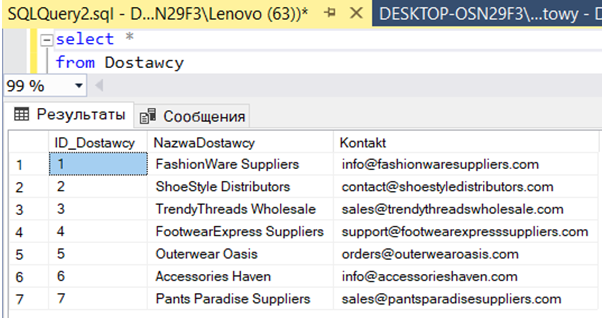 SQLQuery2.sql - D...N29F3\Lenovo (63))* DESKTOP-OSN29F3\...towy - D
select *
from Dostawcy
99 %
Результаты Сообщения
ID_Dostawcy NazwaDostawcy Kontakt
1 1 FashionWare Suppliers info@fashionwaresuppliers.com
2 2 ShoeStyle Distributors contact@shoestyledistributors.com
3 3 TrendyThreads Wholesale sales@trendythreadswholesale.com
4 4 FootwearExpress Suppliers support@footwearexpresssuppliers.com
5 5 Outerwear Oasis orders@outerwearoasis.com
6 6 Accessories Haven info@accessorieshaven.com
7 7 Pants Paradise Suppliers sales@pantsparadisesuppliers.com